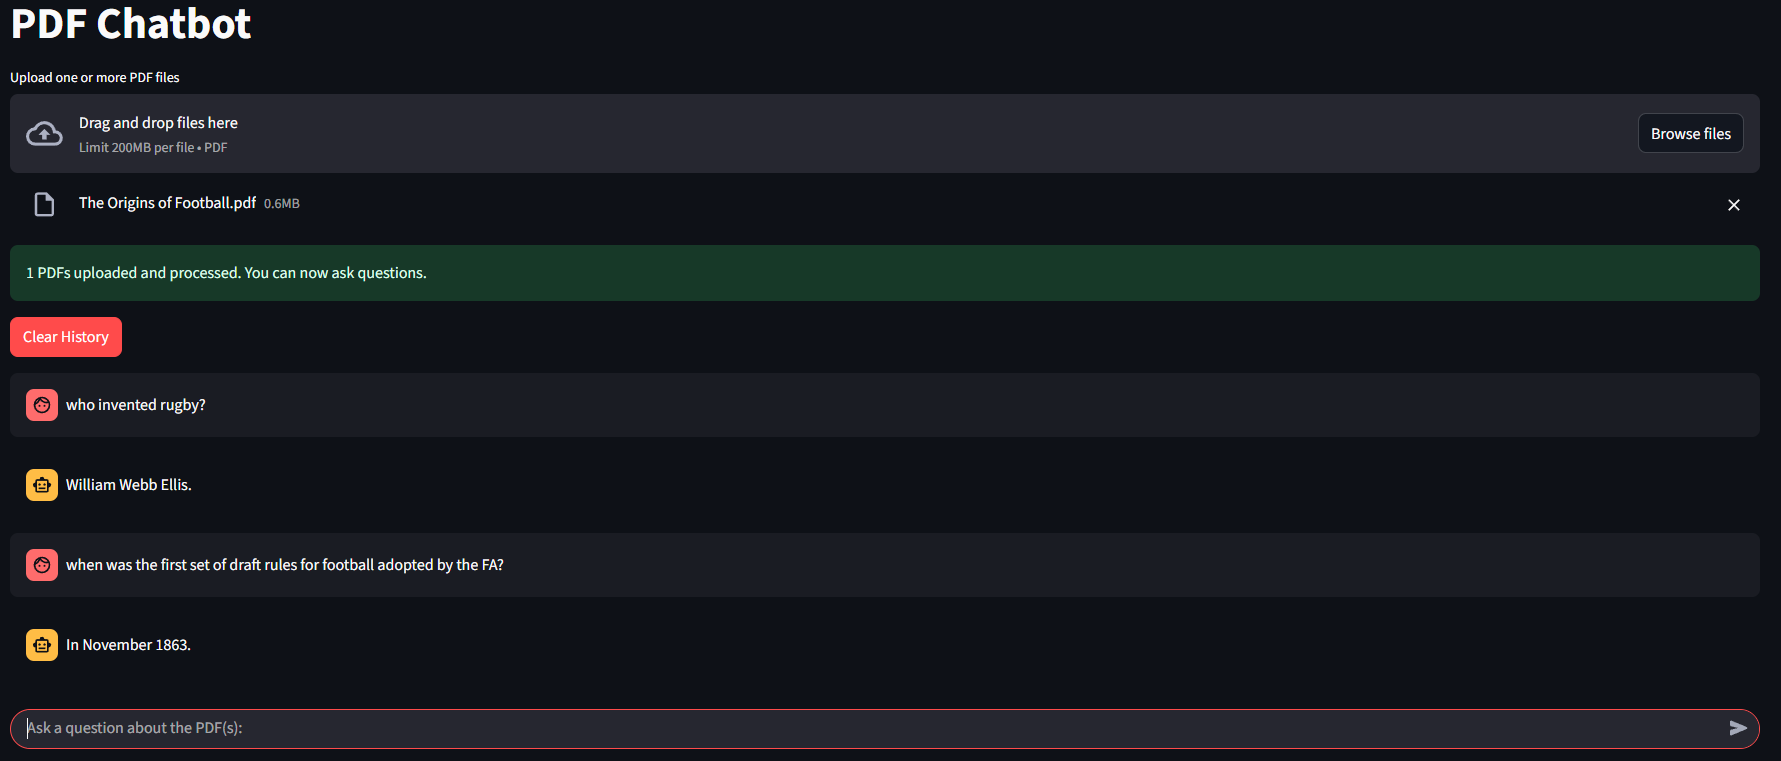 PDF Chatbot
Upload one or more PDF files
Drag and drop files here
Limit 200MB per file • PDF
Browse files
The Origins of Football.pdf 0.6MB
1 PDFs uploaded and processed. You can now ask questions.
Clear History
who invented rugby?
William Webb Ellis.
when was the first set of draft rules for football adopted by the FA?
In November 1863.
Ask a question about the PDF(s):